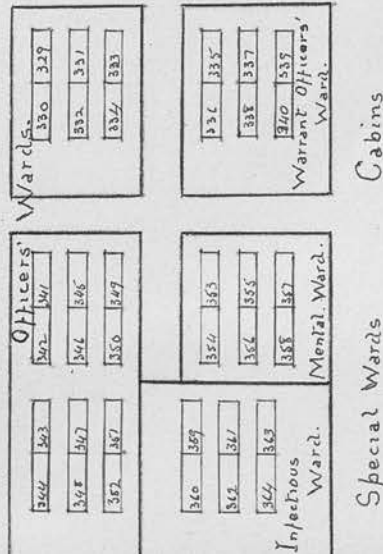 Officers' Wards.
344 343 342 341 330 329
348 347 346 345 332 331
352 351 350 349 334 333
360 359 354 353 336 335
362 361 356 355 338 337
364 363 358 357 340 339
Infectious Ward.
Mental Ward.
Warrant Officers' Ward.
Special Wards
Cabins